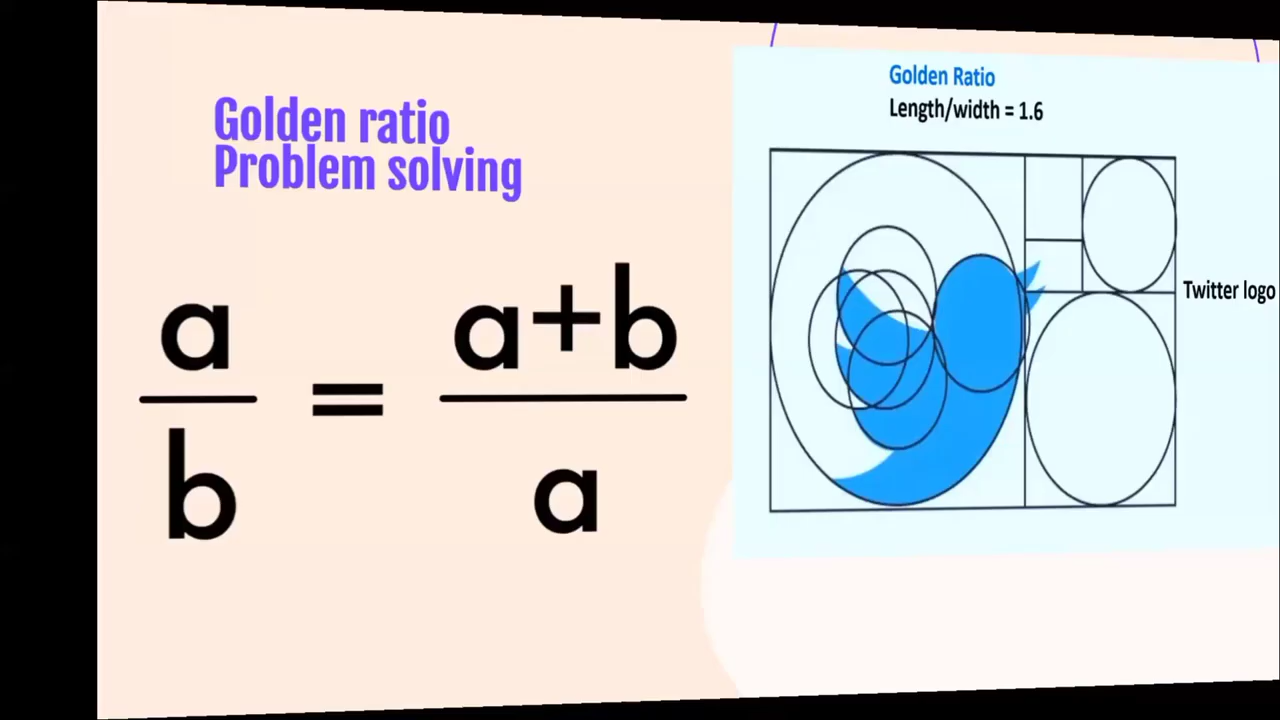 Golden ratio
Problem solving
a/b = a+b/a
Golden Ratio
Length/width = 1.6
Twitter logo